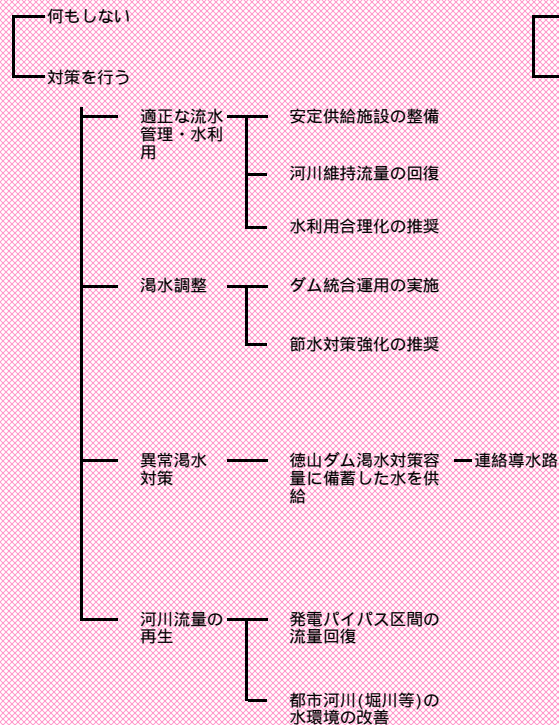 何もしない
対策を行う
適正な流水
管理・水利
用
安定供給施設の整備
河川維持流量の回復
水利用合理化の推奨
渇水調整
ダム統合運用の実施
節水対策強化の推奨
異常渇水
対策
徳山ダム渇水対策容
量に備蓄した水を供
給
連絡導水路
河川流量の
再生
発電バイパス区間の
流量回復
都市河川(堀川等)の
水環境の改善